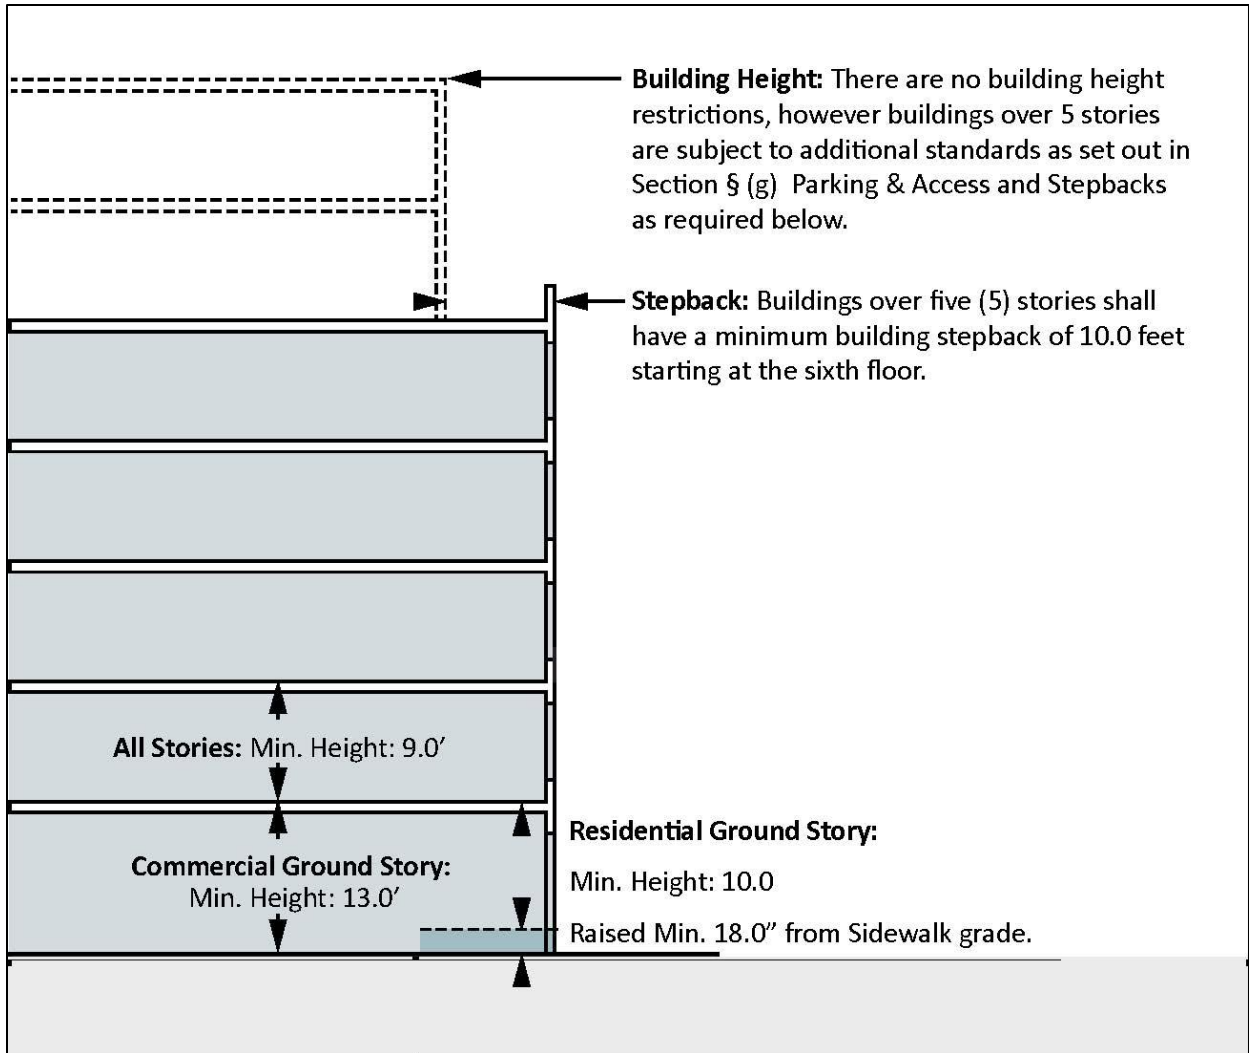 Building Height: There are no building height
restrictions, however buildings over 5 stories
are subject to additional standards as set out in
Section § (g)  Parking & Access and Stepbacks
as required below.
Stepback: Buildings over five (5) stories shall
have a minimum building stepback of 10.0 feet
starting at the sixth floor.
All Stories: Min. Height: 9.0′
Commercial Ground Story:
Min. Height: 13.0′
Residential Ground Story:
Min. Height: 10.0
Raised Min. 18.0” from Sidewalk grade.